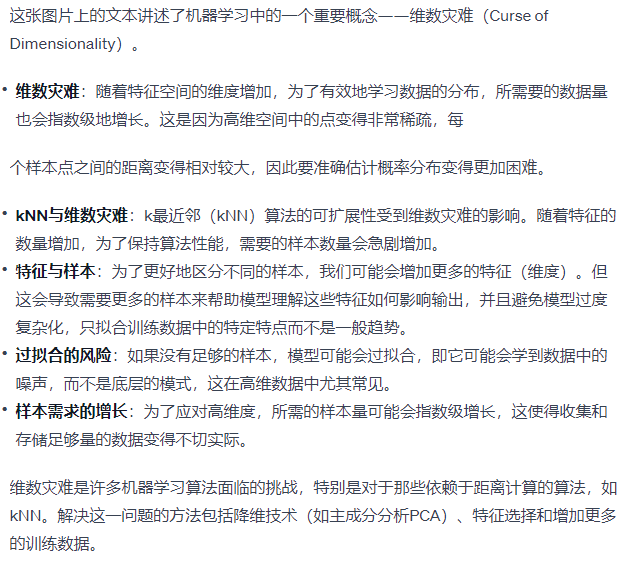 这张图片上的文本讲述了机器学习中的一个重要概念——维数灾难（Curse of
Dimensionality）。
• 维数灾难：随着特征空间的维度增加，为了有效地学习数据的分布，所需要的数据量
也会指数级地增长。这是因为高维空间中的点变得非常稀疏，每
个样本点之间的距离变得相对较大，因此要准确估计概率分布变得更加困难。
• kNN与维数灾难：k最近邻（kNN）算法的可扩展性受到维数灾难的影响。随着特征的
数量增加，为了保持算法性能，需要的样本数量会急剧增加。
• 特征与样本：为了更好地区分不同的样本，我们可能会增加更多的特征（维度）。但
这会导致需要更多的样本来帮助模型理解这些特征如何影响输出，并且避免模型过度
复杂化，只拟合训练数据中的特定特点而不是一般趋势。
• 过拟合的风险：如果没有足够的样本，模型可能会过拟合，即它可能会学到数据中的
噪声，而不是底层的模式，这在高维数据中尤其常见。
• 样本需求的增长：为了应对高维度，所需的样本量可能会指数级增长，这使得收集和
存储足够量的数据变得不切实际。
维数灾难是许多机器学习算法面临的挑战，特别是对于那些依赖于距离计算的算法，如
kNN。解决这一问题的方法包括降维技术（如主成分分析PCA）、特征选择和增加更多
的训练数据。